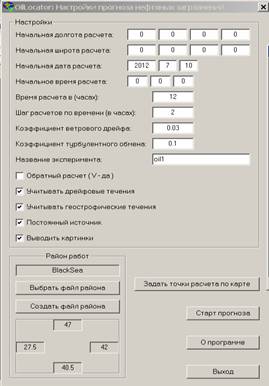 OilLocator: Настройки прогноза нефтяных загрязнений
Настройки
Начальная долгота расчета: 0 0 0 0
Начальная широта расчета: 0 0 0 0
Начальная дата расчета: 2012 7 10
Начальное время расчета: 0 0 0
Время расчета в (часах): 12
Шаг расчетов по времени (в часах): 2
Коэффициент ветрового дрейфа: 0.03
Коэффициент турбулентного обмена: 0.1
Название эксперимента: oil1
Обратный расчет ( V - да )
Учитывать дрейфовые течения
Учитывать геострофические течения
Постоянный источник
Выводить картинки
Район работ
BlackSea
Выбрать файл района
Задать точки расчета по карте
Создать файл района
47
Старт прогноза
27.5 42
О программе
40.5
Выход